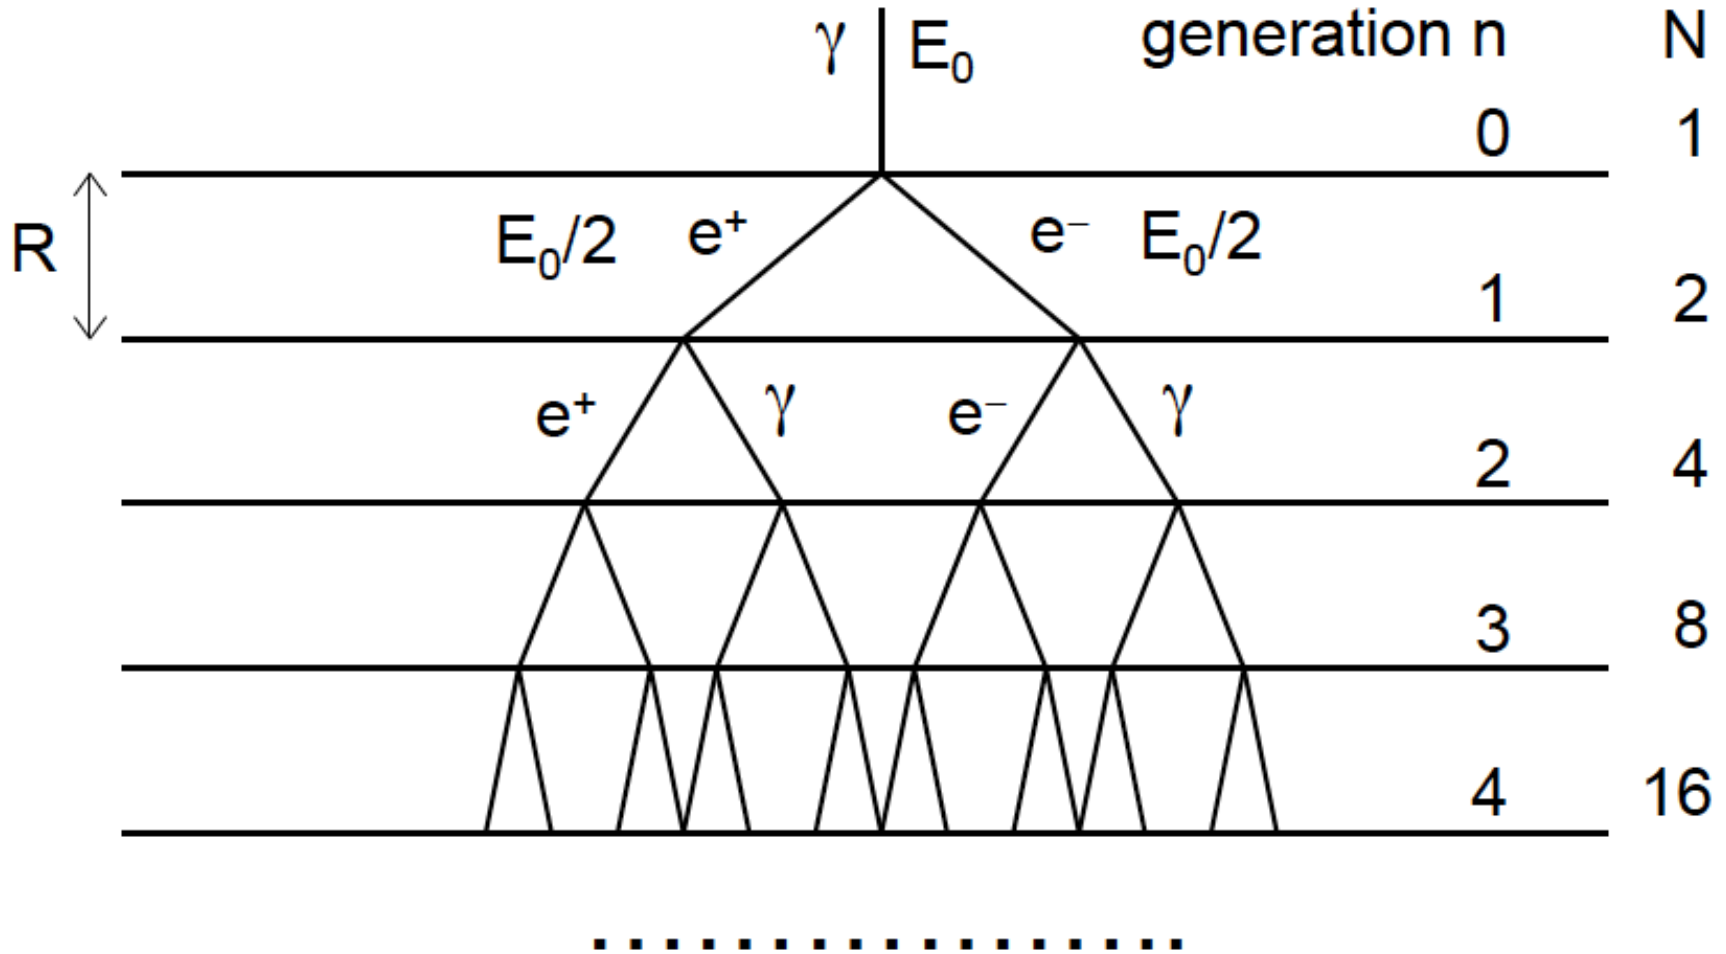 γ E₀ generation n N
0 1
R E₀/2 e⁺ e⁻ E₀/2
1 2
e⁺ γ e⁻ γ
2 4
3 8
4 16